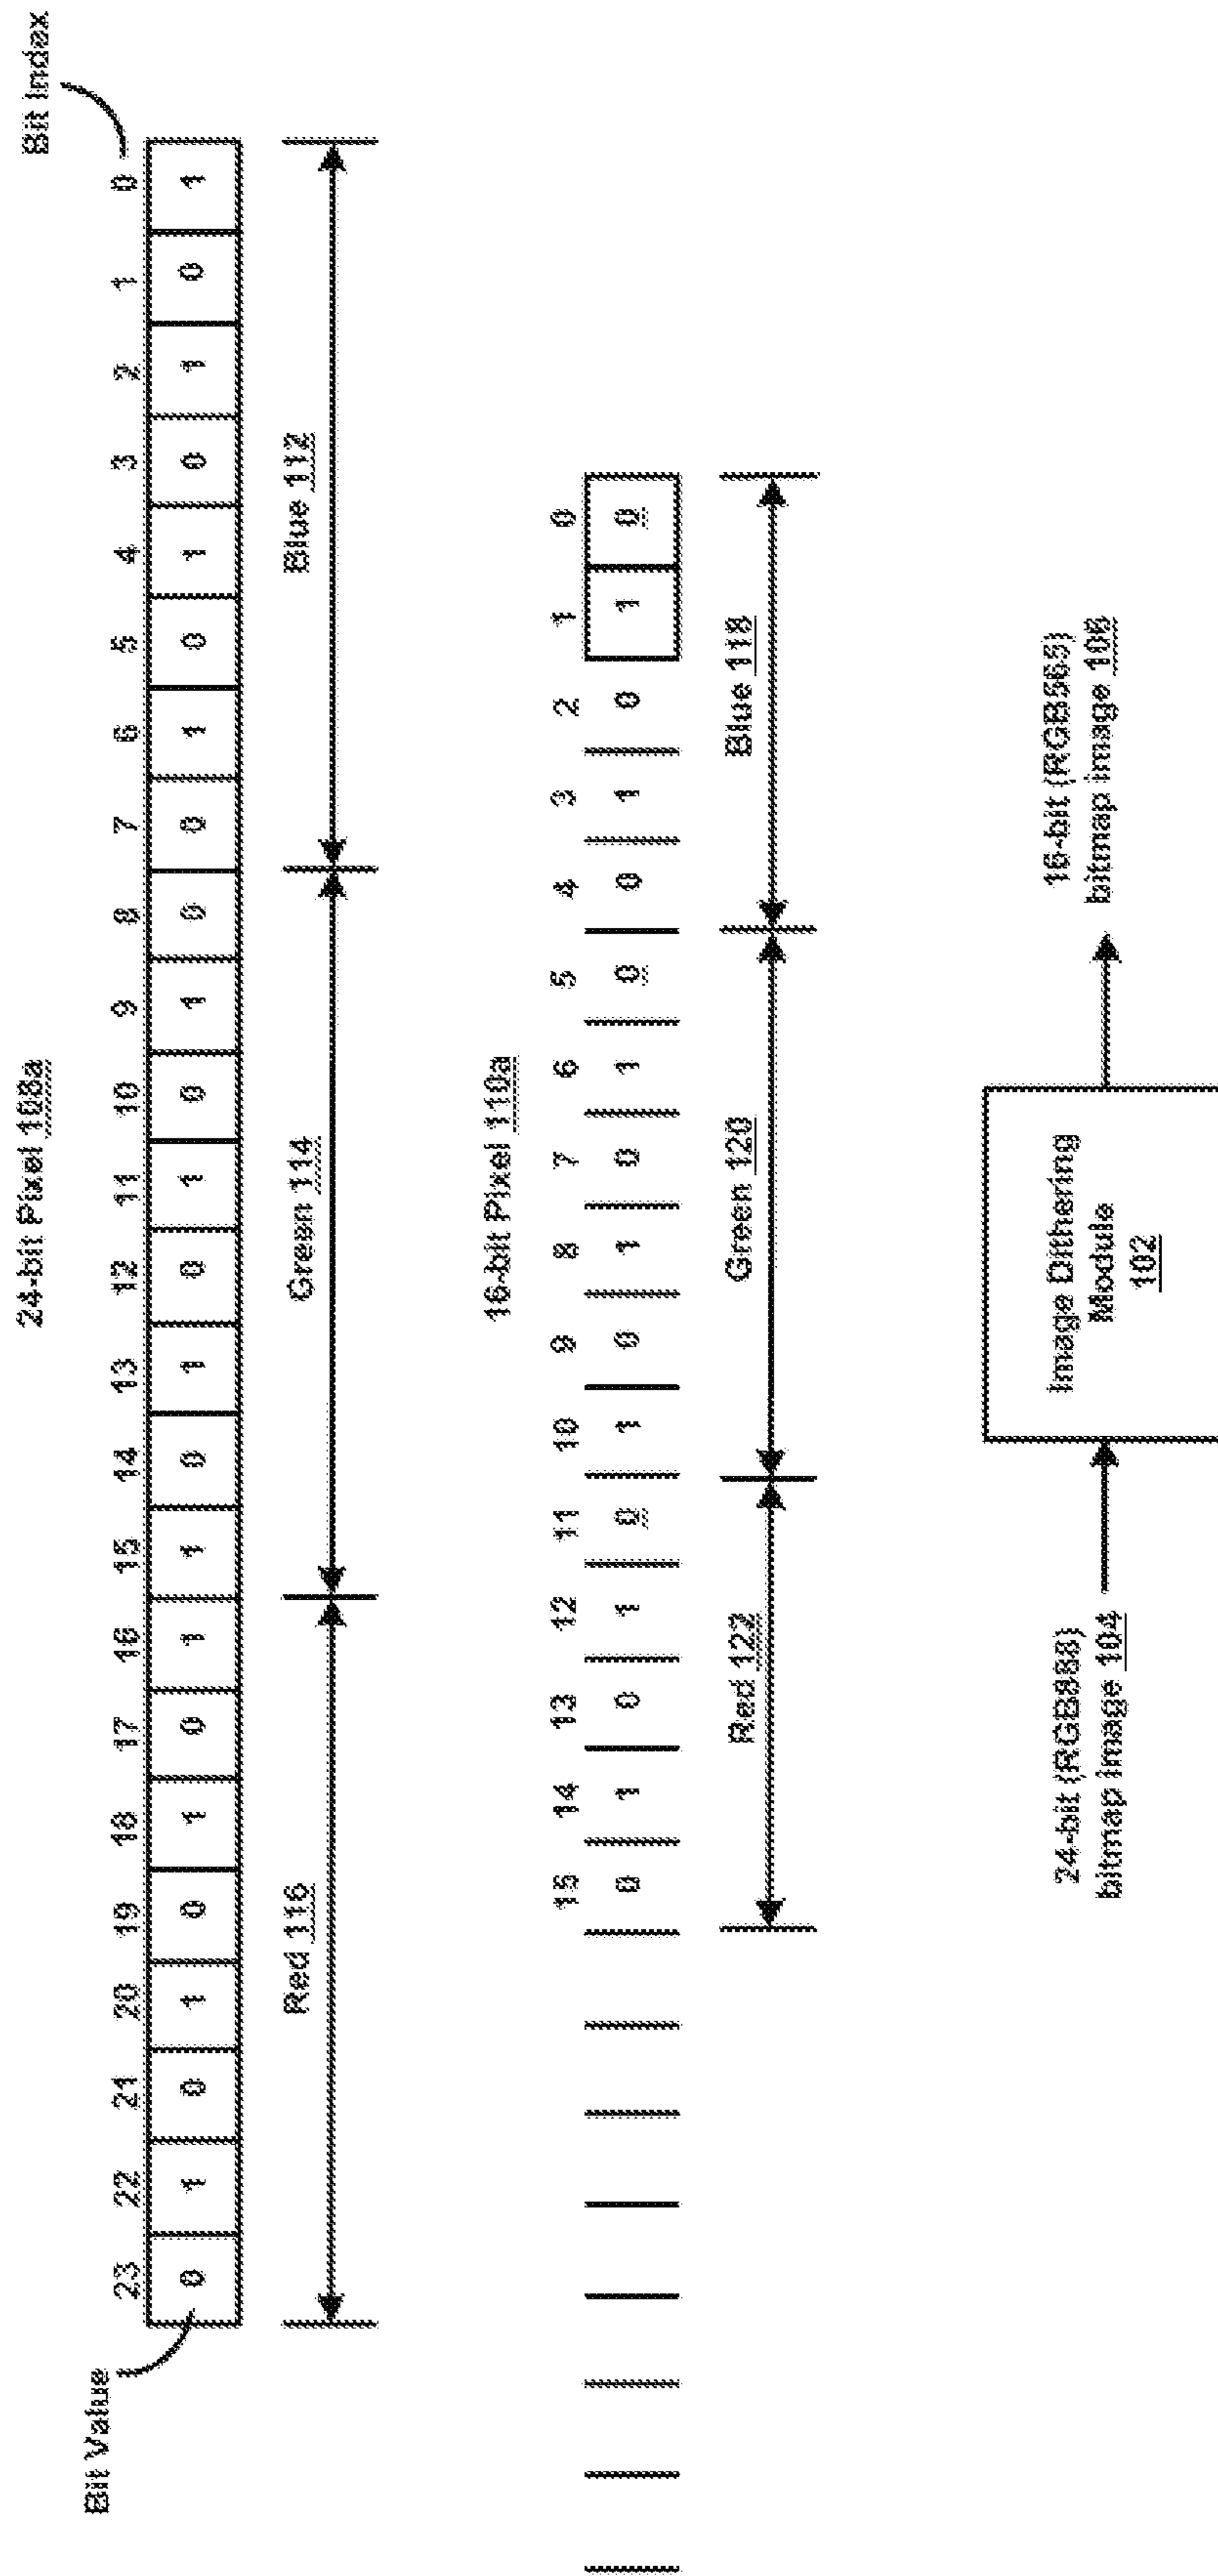 24-bit Pixel 108a
Bit Index
23 22 21 20 19 18 17 16 15 14 13 12 11 10 9 8 7 6 5 4 3 2 1 0
0 1 0 1 0 1 0 1 1 0 1 0 1 0 1 0 0 1 0 1 0 1 0 1
Bit Value
Red 116 Green 114 Blue 112
16-bit Pixel 110a
15 14 13 12 11 10 9 8 7 6 5 4 3 2 1 0
0 1 0 1 0 1 0 1 0 1 0 0 1 0 1 0
Red 122 Green 120 Blue 118
24-bit (RGB888)
bitmap image 104
Image Dithering
Module
102
16-bit (RGB565)
bitmap image 106